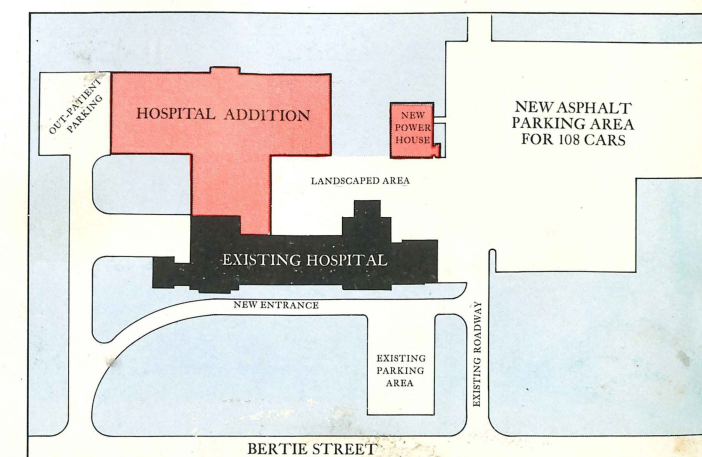 OUT-PATIENT
PARKING
HOSPITAL ADDITION
NEW
POWER
HOUSE
NEW ASPHALT
PARKING AREA
FOR 108 CARS
LANDSCAPED AREA
EXISTING HOSPITAL
NEW ENTRANCE
EXISTING
PARKING
AREA
EXISTING ROADWAY
BERTIE STREET